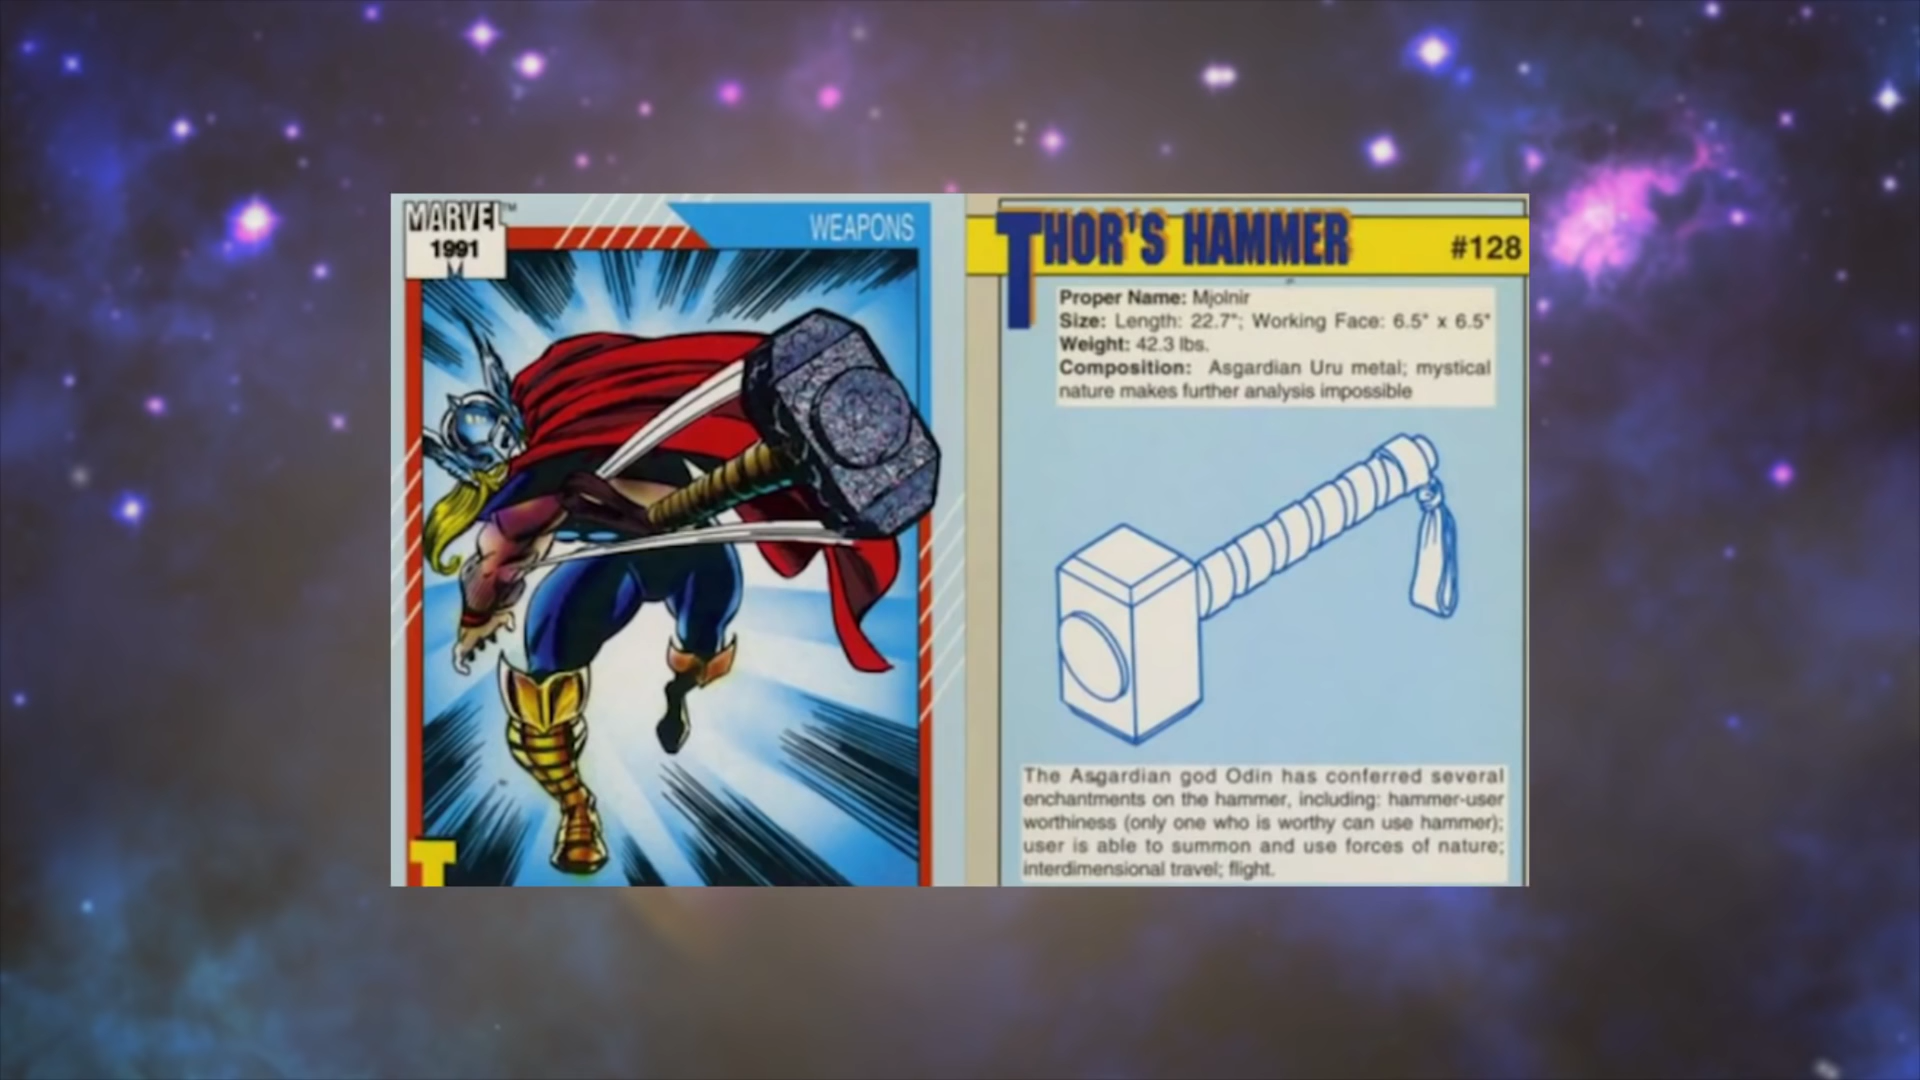 MARVEL™
1991
WEAPONS
T
THOR'S HAMMER
#128
Proper Name: Mjolnir
Size: Length: 22.7"; Working Face: 6.5" x 6.5"
Weight: 42.3 lbs.
Composition: Asgardian Uru metal; mystical
nature makes further analysis impossible
The Asgardian god Odin has conferred several
enchantments on the hammer, including: hammer-user
worthiness (only one who is worthy can use hammer);
user is able to summon and use forces of nature;
interdimensional travel; flight.